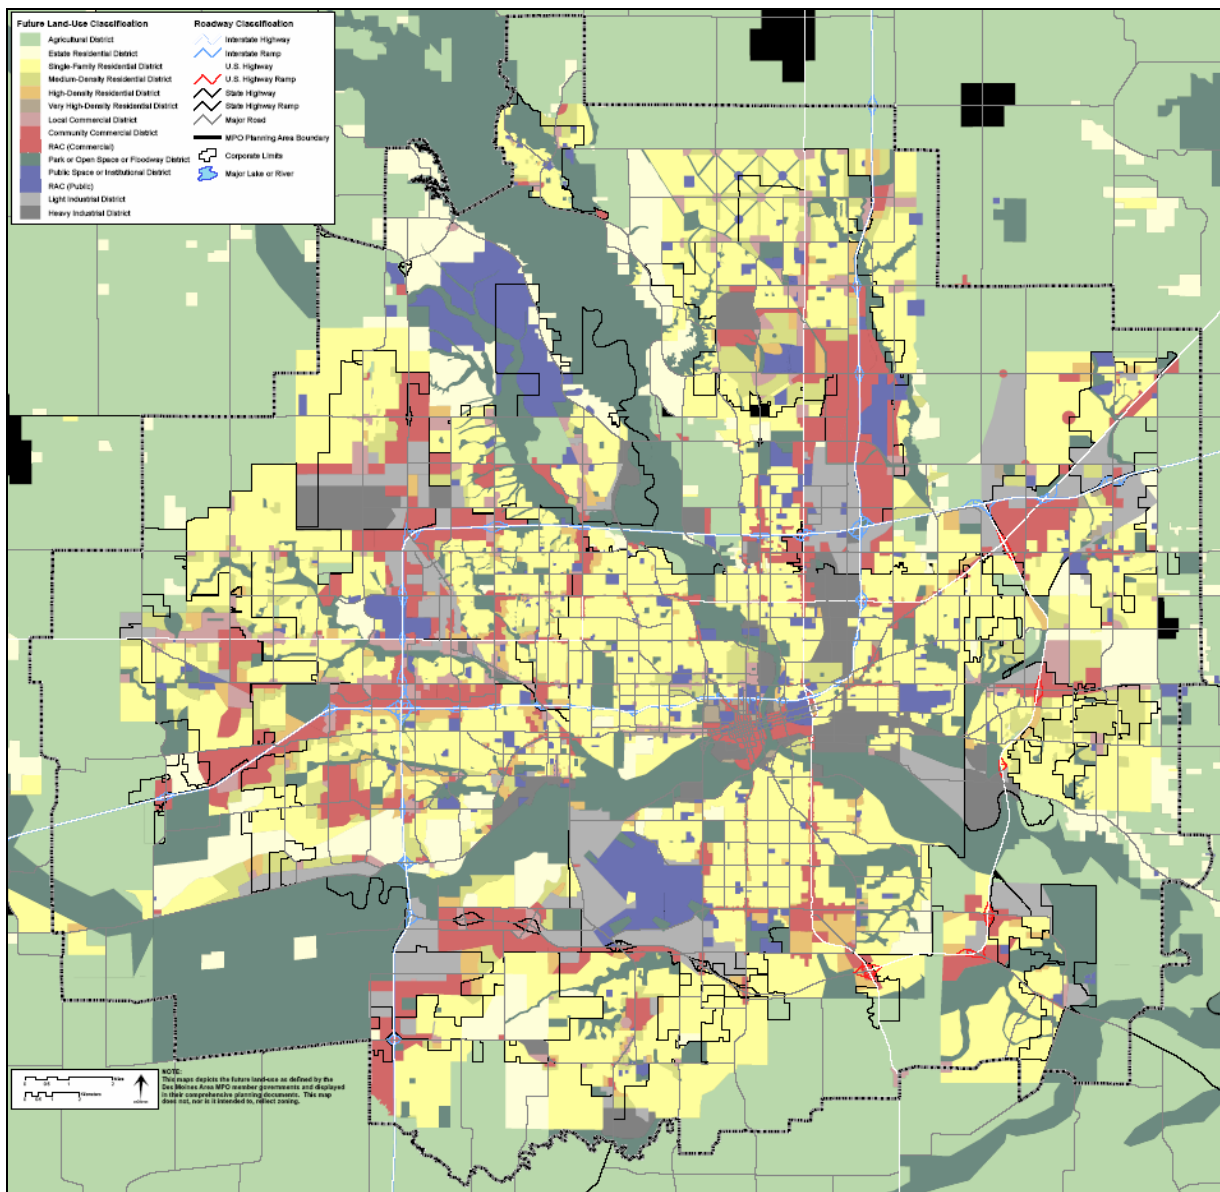 Future Land-Use Classification
Agricultural District
Estate Residential District
Single-Family Residential District
Medium-Density Residential District
High-Density Residential District
Very High-Density Residential District
Local Commercial District
Community Commercial District
RAC (Commercial)
Park or Open Space or Floodway District
Public Space or Institutional District
RAC (Public)
Light Industrial District
Heavy Industrial District
Roadway Classification
Interstate Highway
Interstate Ramp
U.S. Highway
U.S. Highway Ramp
State Highway
State Highway Ramp
Major Road
MPO Planning Area Boundary
Corporate Limits
Major Lake or River
NOTE:
This maps depicts the future land-use as defined by the
Des Moines Area MPO member governments and displayed
in their comprehensive planning documents. This map
does not, nor is it intended to, reflect zoning.